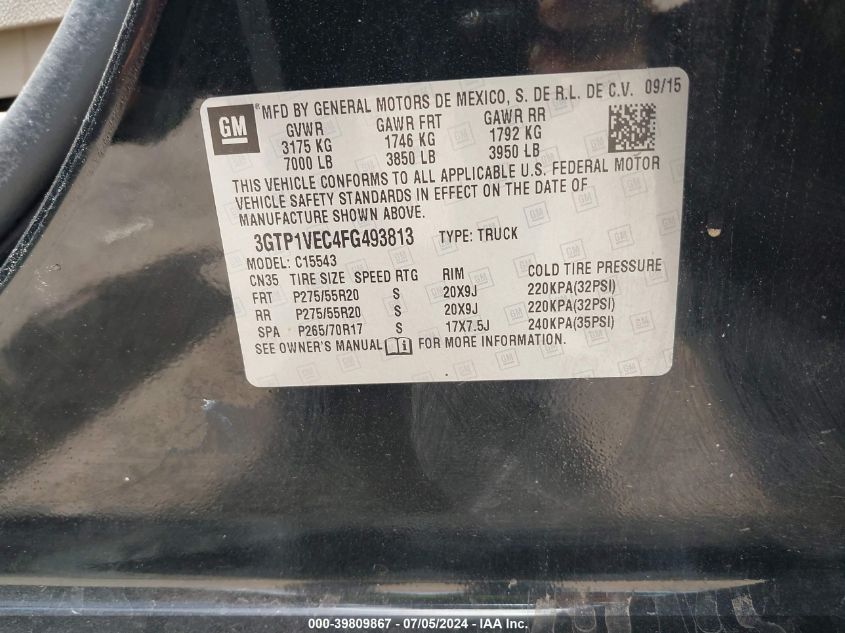 GM ® MFD BY GENERAL MOTORS DE MEXICO, S. DE R.L. DE C.V. 09/15
GVWR GAWR FRT GAWR RR
3175 KG 1746 KG 1792 KG
7000 LB 3850 LB 3950 LB
THIS VEHICLE CONFORMS TO ALL APPLICABLE U.S. FEDERAL MOTOR
VEHICLE SAFETY STANDARDS IN EFFECT ON THE DATE OF
MANUFACTURE SHOWN ABOVE.
3GTP1VEC4FG493813 TYPE: TRUCK
MODEL: C15543
CN35 TIRE SIZE SPEED RTG RIM COLD TIRE PRESSURE
FRT P275/55R20 S 20X9J 220KPA(32PSI)
RR P275/55R20 S 20X9J 220KPA(32PSI)
SPA P265/70R17 S 17X7.5J 240KPA(35PSI)
SEE OWNER'S MANUAL FOR MORE INFORMATION.
000-39809867 - 07/05/2024 - IAA Inc.